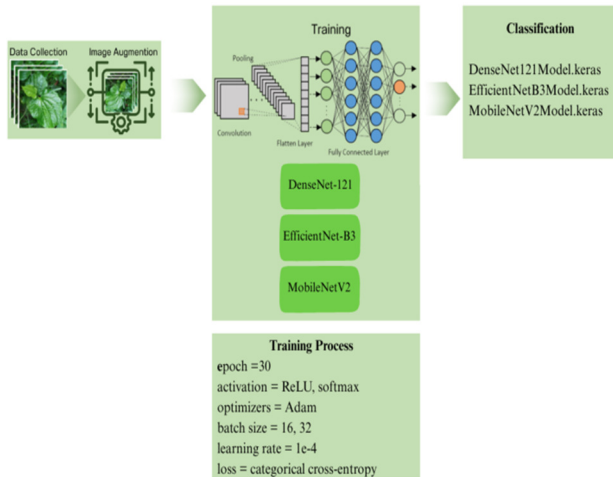 Data Collection
Image Augmention
Training
Pooling
Convolution
Flatten Layer
Fully Connected Layer
DenseNet-121
EfficientNet-B3
MobileNetV2
Classification
DenseNet121Model.keras
EfficientNetB3Model.keras
MobileNetV2Model.keras
Training Process
epoch =30
activation = ReLU, softmax
optimizers = Adam
batch size = 16, 32
learning rate = 1e-4
loss = categorical cross-entropy